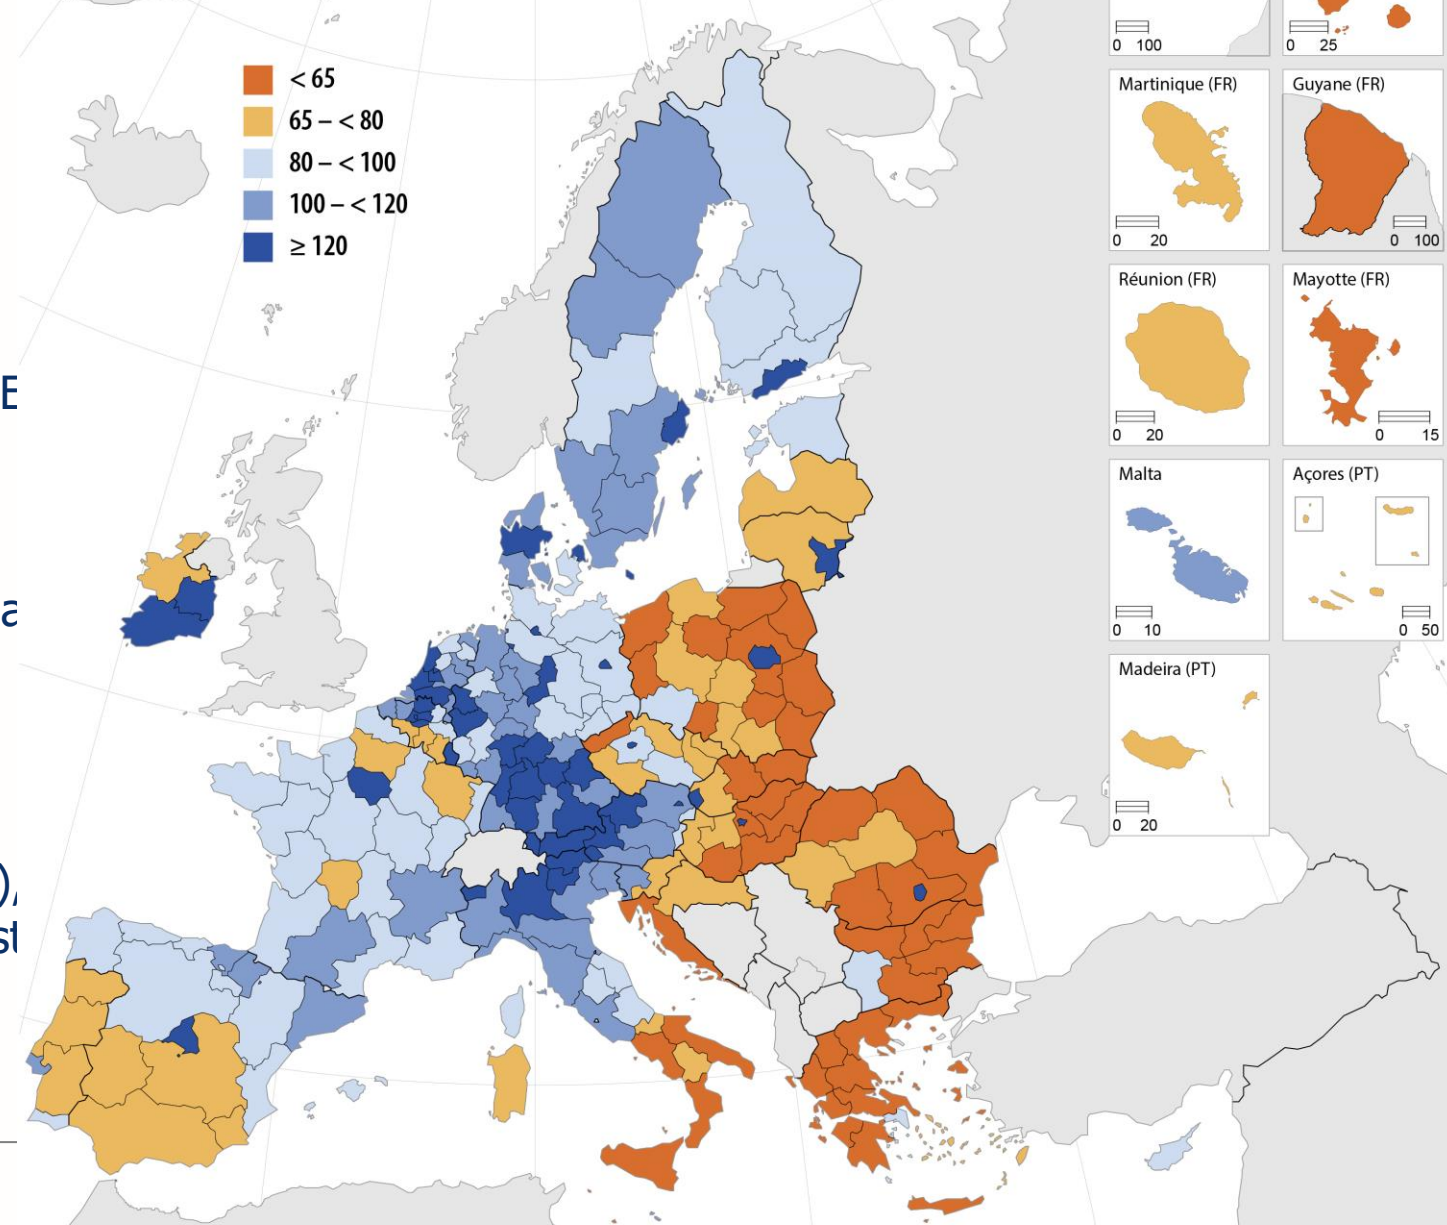 < 65
65 – < 80
80 – < 100
100 – < 120
≥ 120
E
a
),
st
0 100
0 25
Martinique (FR)
0 20
Guyane (FR)
0 100
Réunion (FR)
0 20
Mayotte (FR)
0 15
Malta
0 10
Açores (PT)
0 50
Madeira (PT)
0 20